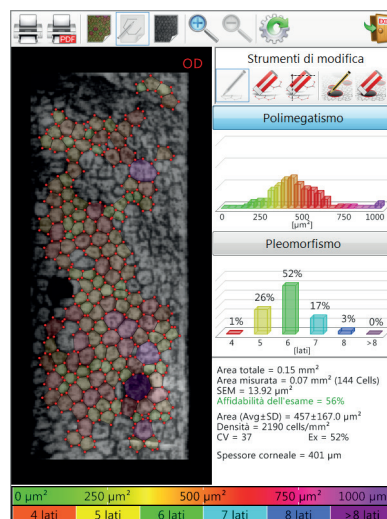 PDF
EXIT
OD
Strumenti di modifica
Polimegatismo
0 250 500 750 1000
[µm²]
Pleomorfismo
1% 26% 52% 17% 3% 0%
4 5 6 7 8 >8
[lati]
Area totale = 0.15 mm²
Area misurata = 0.07 mm² (144 Cells)
SEM = 13.92 µm²
Affidabilità dell'esame = 56%
Area (Avg±SD) = 457±167.0 µm²
Densità = 2190 cells/mm²
CV = 37 Ex = 52%
Spessore corneale = 401 µm
0 µm² 250 µm² 500 µm² 750 µm² 1000 µm²
4 lati 5 lati 6 lati 7 lati 8 lati >8 lati